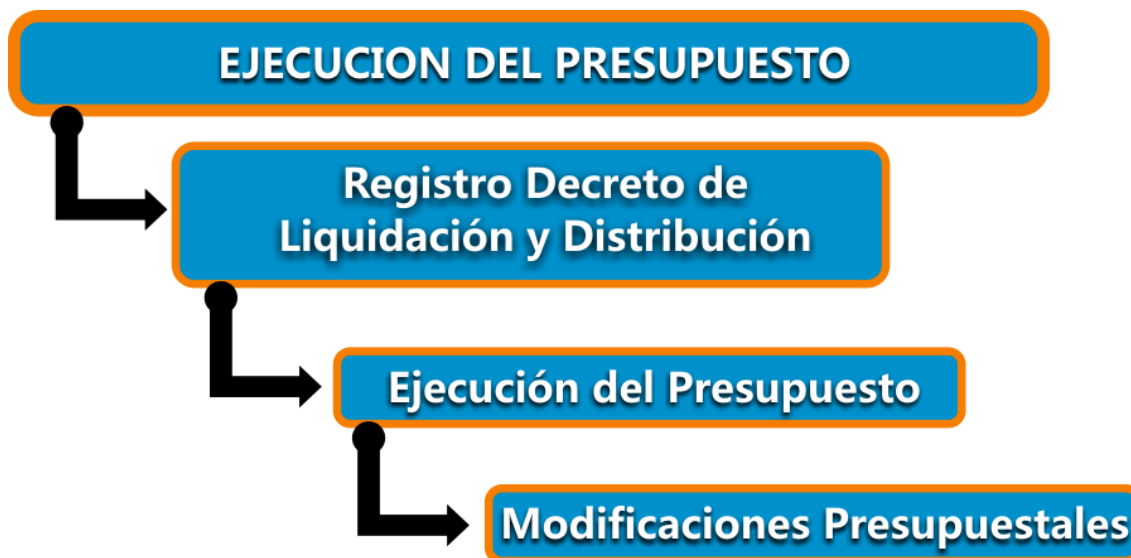 EJECUCION DEL PRESUPUESTO
Registro Decreto de
Liquidación y Distribución
Ejecución del Presupuesto
Modificaciones Presupuestales